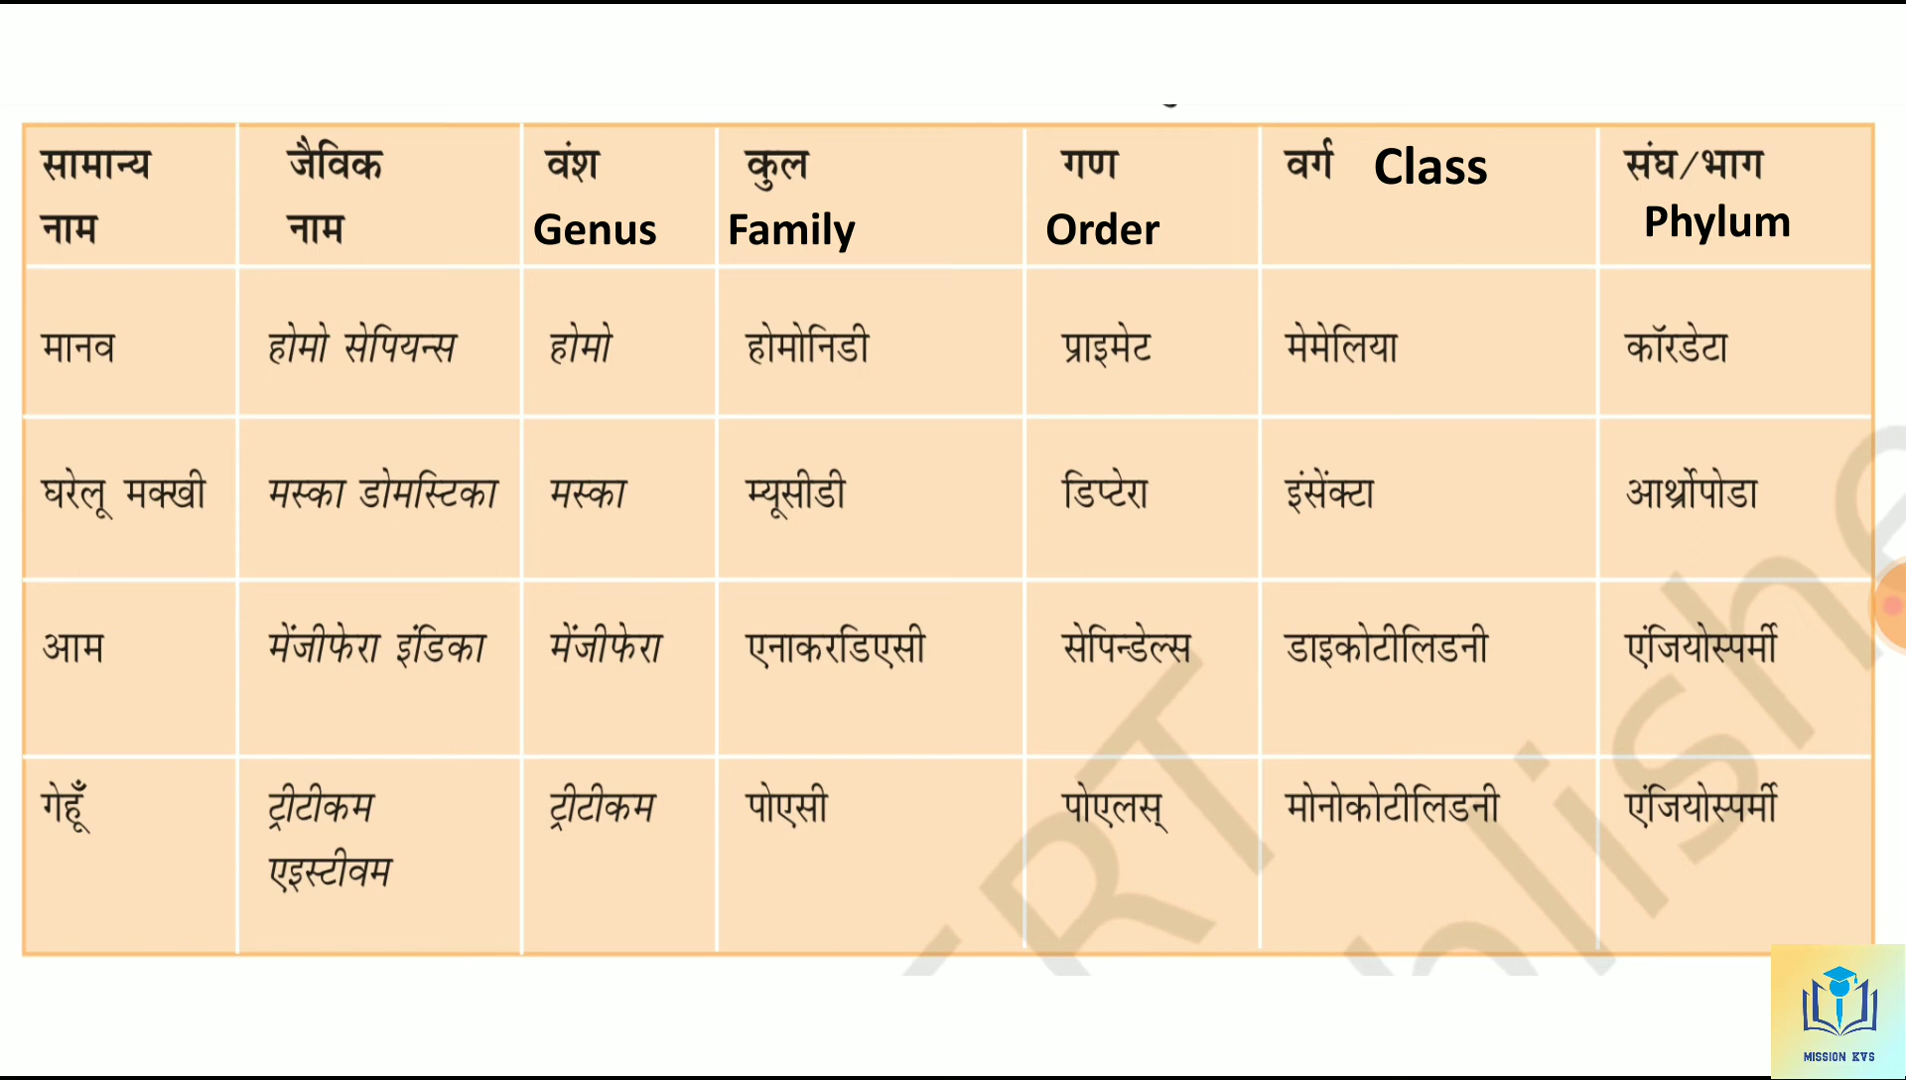 सामान्य नाम	जैविक नाम	वंश Genus	कुल Family	गण Order	वर्ग Class	संघ/भाग Phylum
मानव	होमो सेपियन्स	होमो	होमोनिडी	प्राइमेट	मेमेलिया	कॉरडेटा
घरेलू मक्खी	मस्का डोमस्टिका	मस्का	म्यूसीडी	डिप्टेरा	इंसेंक्टा	आर्थ्रोपोडा
आम	मेंजीफेरा इंडिका	मेंजीफेरा	एनाकरडिएसी	सेपिन्डेल्स	डाइकोटीलिडनी	एंजियोस्पर्मी
गेहूँ	ट्रीटीकम एइस्टीवम	ट्रीटीकम	पोएसी	पोएलस्	मोनोकोटीलिडनी	एंजियोस्पर्मी
MISSION KVS